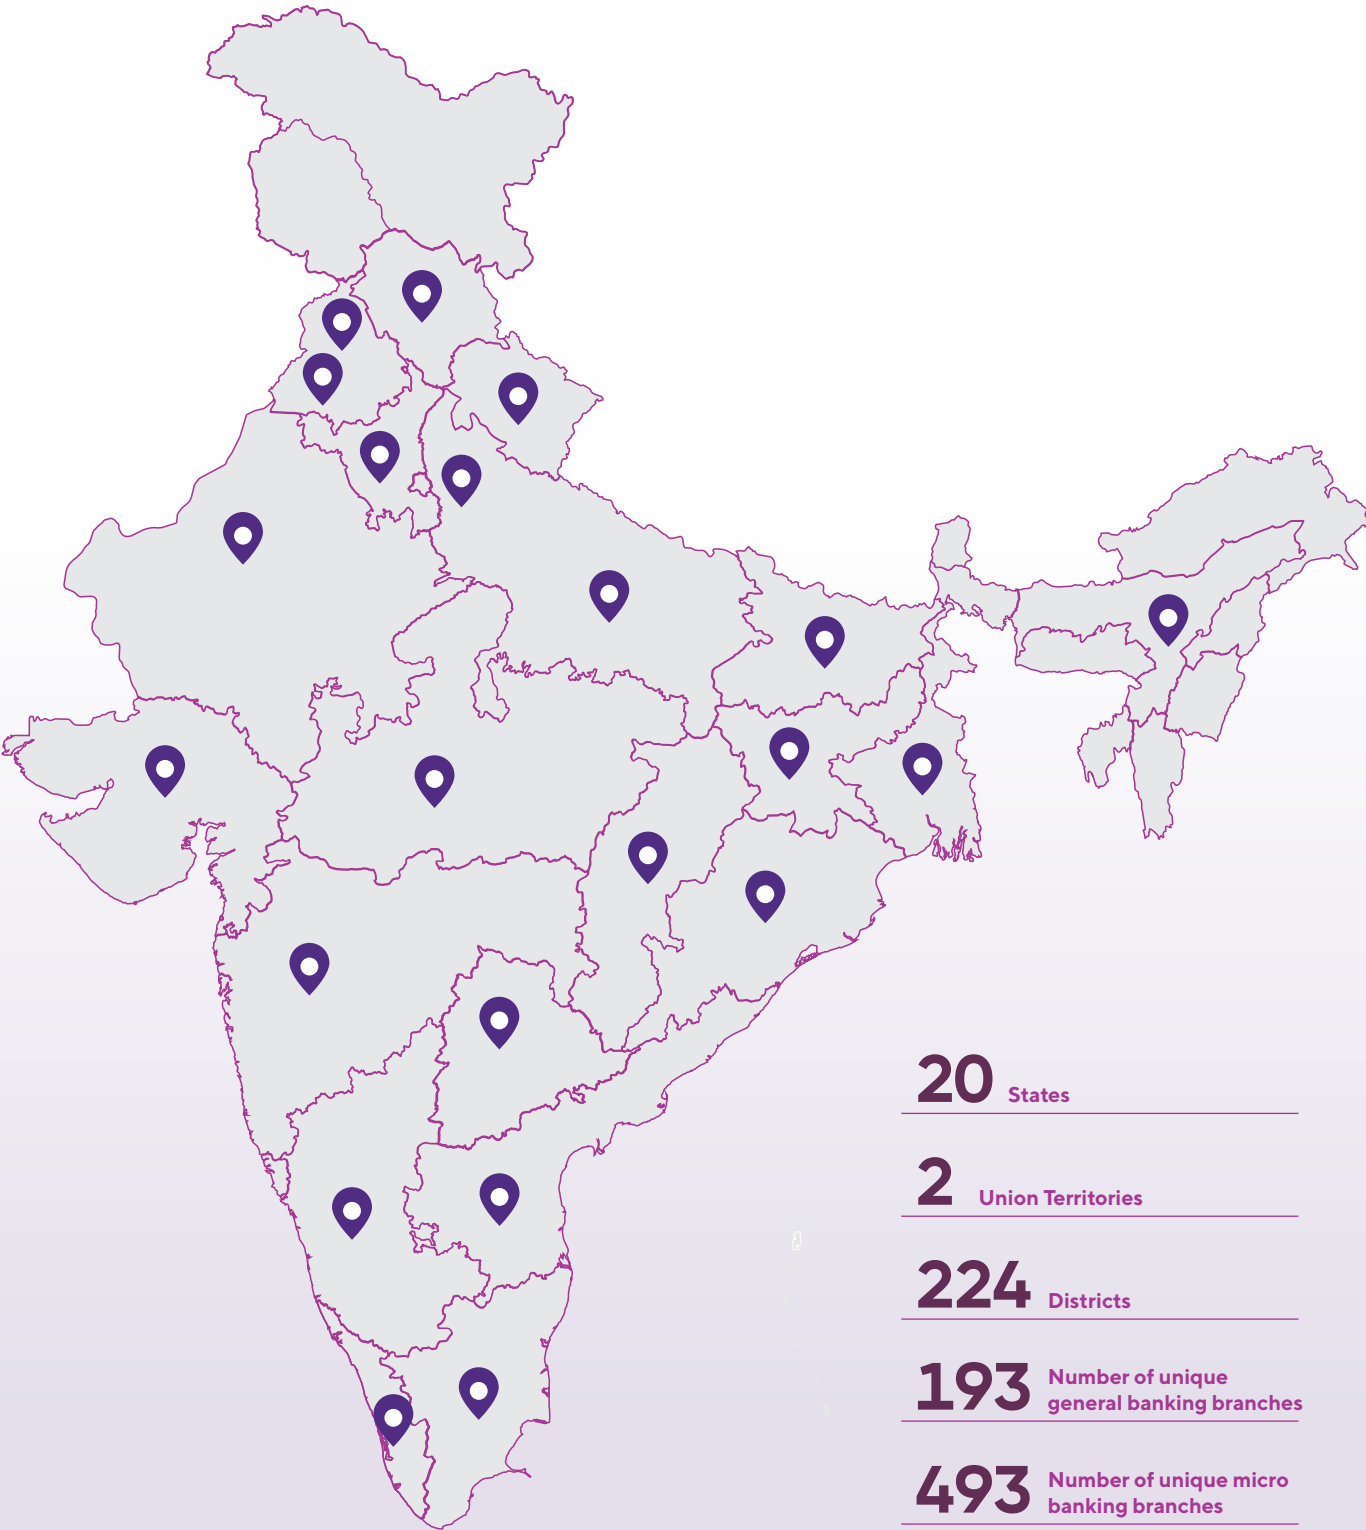 20 States
2 Union Territories
224 Districts
193 Number of unique
general banking branches
493 Number of unique micro
banking branches